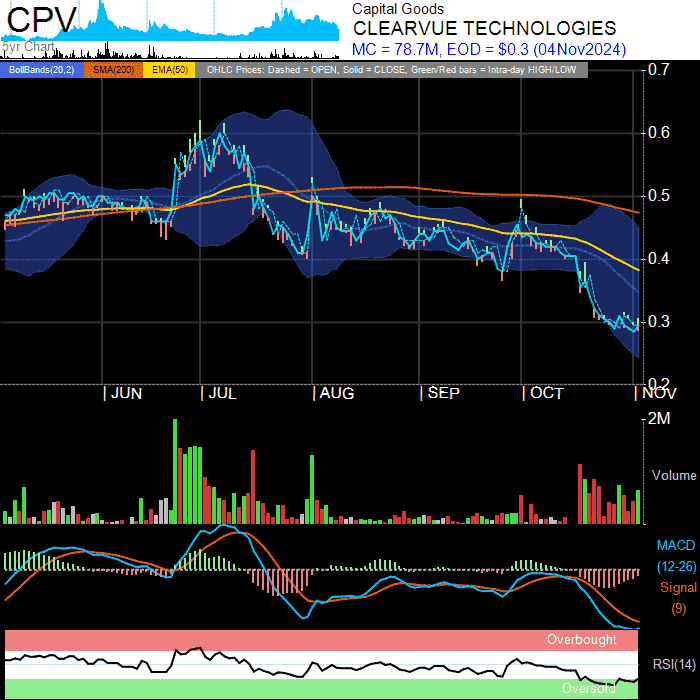 CPV
5yr Chart
Capital Goods
CLEARVUE TECHNOLOGIES
MC = 78.7M, EOD = $0.3 (04Nov2024)
BollBands(20,2) SMA(200) EMA(50) OHLC Prices: Dashed = OPEN, Solid = CLOSE, Green/Red bars = Intra-day HIGH/LOW
0.7
0.6
0.5
0.4
0.3
0.2
JUN JUL AUG SEP OCT NOV
2M
Volume
MACD
(12-26)
Signal
(9)
Overbought
RSI(14)
Oversold